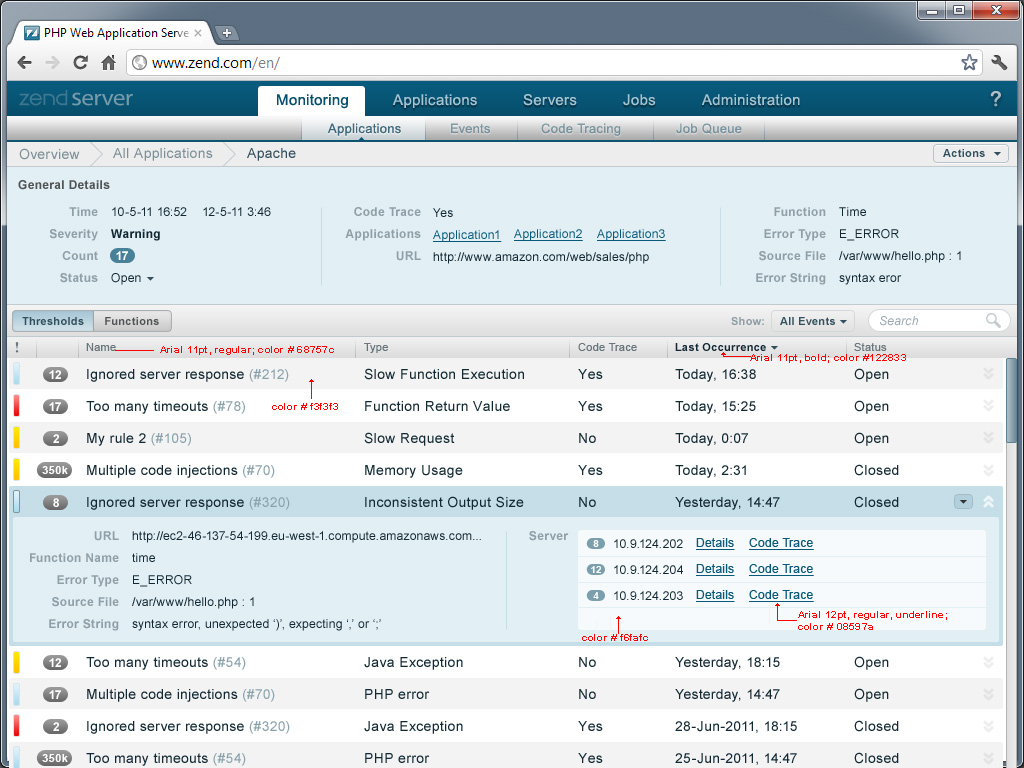 PHP Web Application Serve
www.zend.com/en/
zend Server Monitoring Applications Servers Jobs Administration ?
Applications Events Code Tracing Job Queue
Overview All Applications Apache Actions
General Details
Time 10-5-11 16:52 12-5-11 3:46 Code Trace Yes Function Time
Severity Warning Applications Application1 Application2 Application3 Error Type E_ERROR
Count 17 URL http://www.amazon.com/web/sales/php Source File /var/www/hello.php : 1
Status Open Error String syntax eror
Thresholds Functions Show: All Events Search
! Name Arial 11pt, regular; color # 68757c Type Code Trace Last Occurrence Status
Arial 11pt, bold; color #122833
12 Ignored server response (#212) Slow Function Execution Yes Today, 16:38 Open
color # f3f3f3
17 Too many timeouts (#78) Function Return Value Yes Today, 15:25 Open
2 My rule 2 (#105) Slow Request No Today, 0:07 Open
350k Multiple code injections (#70) Memory Usage Yes Today, 2:31 Closed
8 Ignored server response (#320) Inconsistent Output Size No Yesterday, 14:47 Closed
URL http://ec2-46-137-54-199.eu-west-1.compute.amazonaws.com...
Function Name time
Error Type E_ERROR
Source File /var/www/hello.php : 1
Error String syntax error, unexpected ‘)’, expecting ‘,’ or ‘;’
Server
8 10.9.124.202 Details Code Trace
12 10.9.124.204 Details Code Trace
4 10.9.124.203 Details Code Trace
Arial 12pt, regular, underline;
color # 08597a
color # f6fafc
12 Too many timeouts (#54) Java Exception No Yesterday, 18:15 Open
17 Multiple code injections (#70) PHP error No Yesterday, 14:47 Open
2 Ignored server response (#320) Java Exception Yes 28-Jun-2011, 18:15 Closed
350k Too many timeouts (#54) PHP error Yes 25-Jun-2011, 14:47 Closed